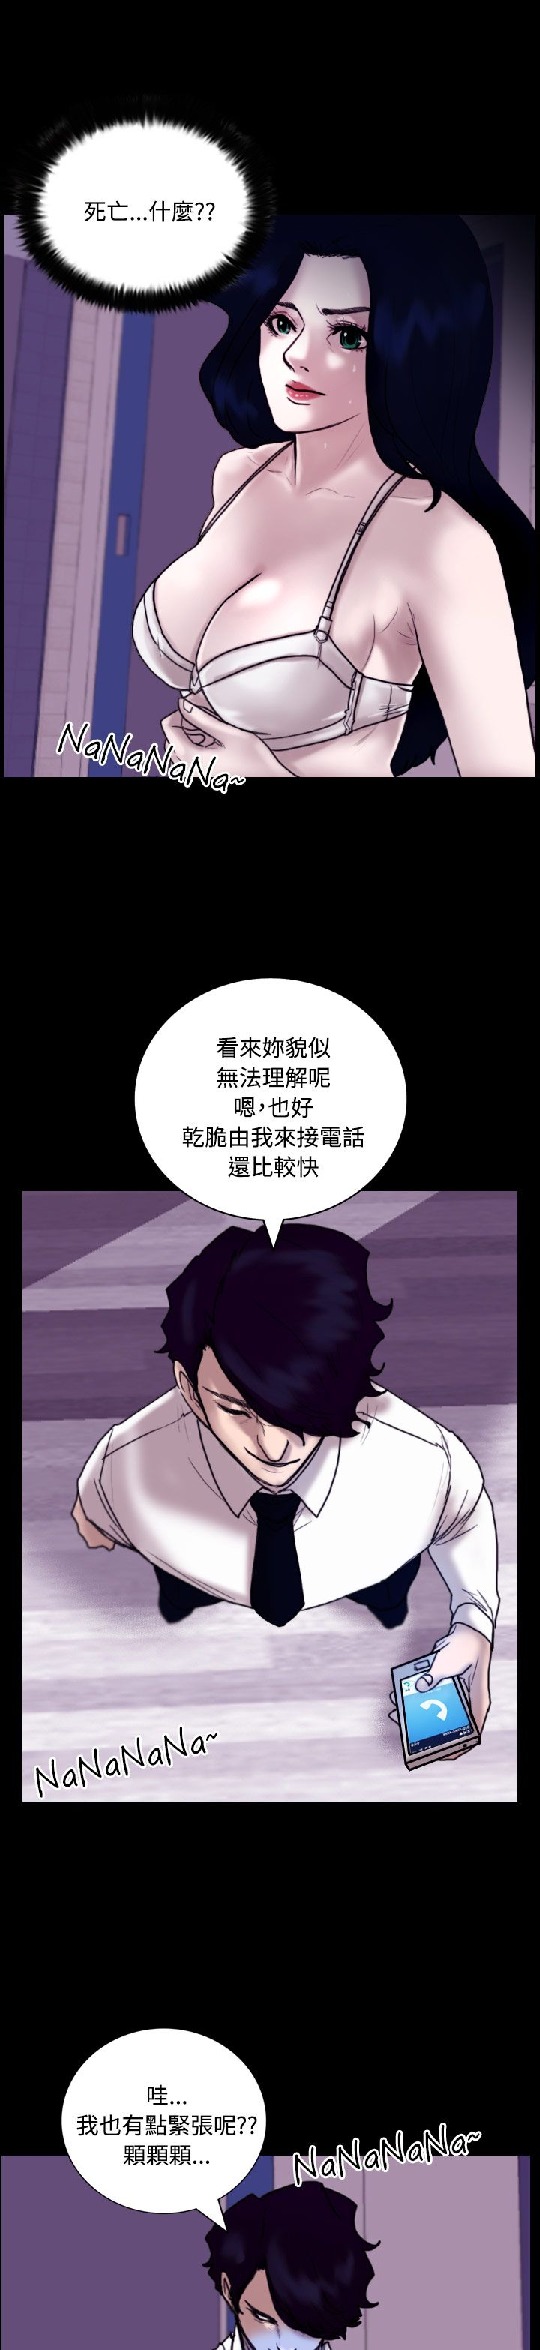 死亡...什麼??
NaNaNaNa~
看來妳貌似
無法理解呢
嗯,也好
乾脆由我來接電話
還比較快
NaNaNaNa~
哇...
我也有點緊張呢??
顆顆顆...
NaNaNaNa~